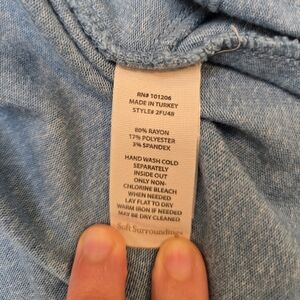 RN# 101206
MADE IN TURKEY
STYLE# 2FU48
80% RAYON
17% POLYESTER
3% SPANDEX
HAND WASH COLD
SEPARATELY
INSIDE OUT
ONLY NON-
CHLORINE BLEACH
WHEN NEEDED
LAY FLAT TO DRY
WARM IRON IF NEEDED
MAY BE DRY CLEANED
Soft Surroundings